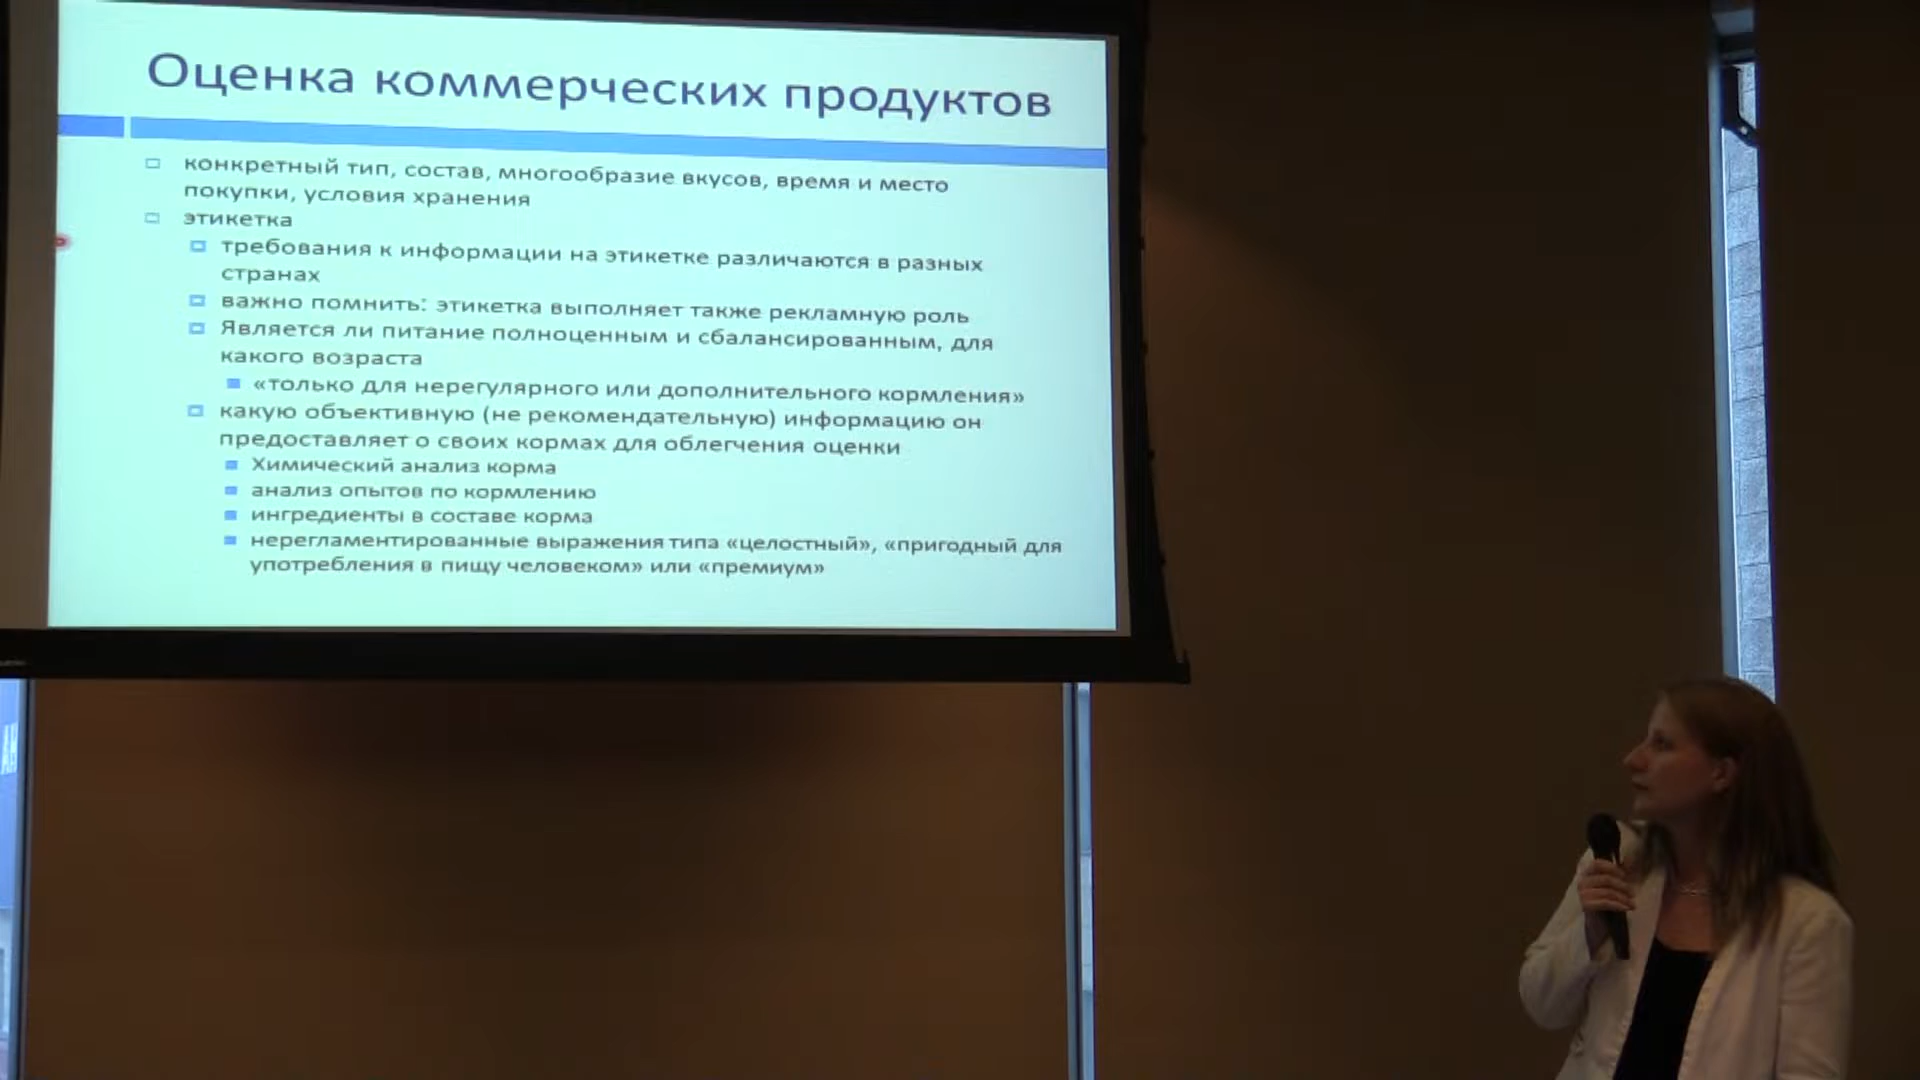 Оценка коммерческих продуктов
конкретный тип, состав, многообразие вкусов, время и место
покупки, условия хранения
этикетка
требования к информации на этикетке различаются в разных
странах
важно помнить: этикетка выполняет также рекламную роль
Является ли питание полноценным и сбалансированным, для
какого возраста
«только для нерегулярного или дополнительного кормления»
какую объективную (не рекомендательную) информацию он
предоставляет о своих кормах для облегчения оценки
Химический анализ корма
анализ опытов по кормлению
ингредиенты в составе корма
нерегламентированные выражения типа «целостный», «пригодный для
употребления в пищу человеком» или «премиум»